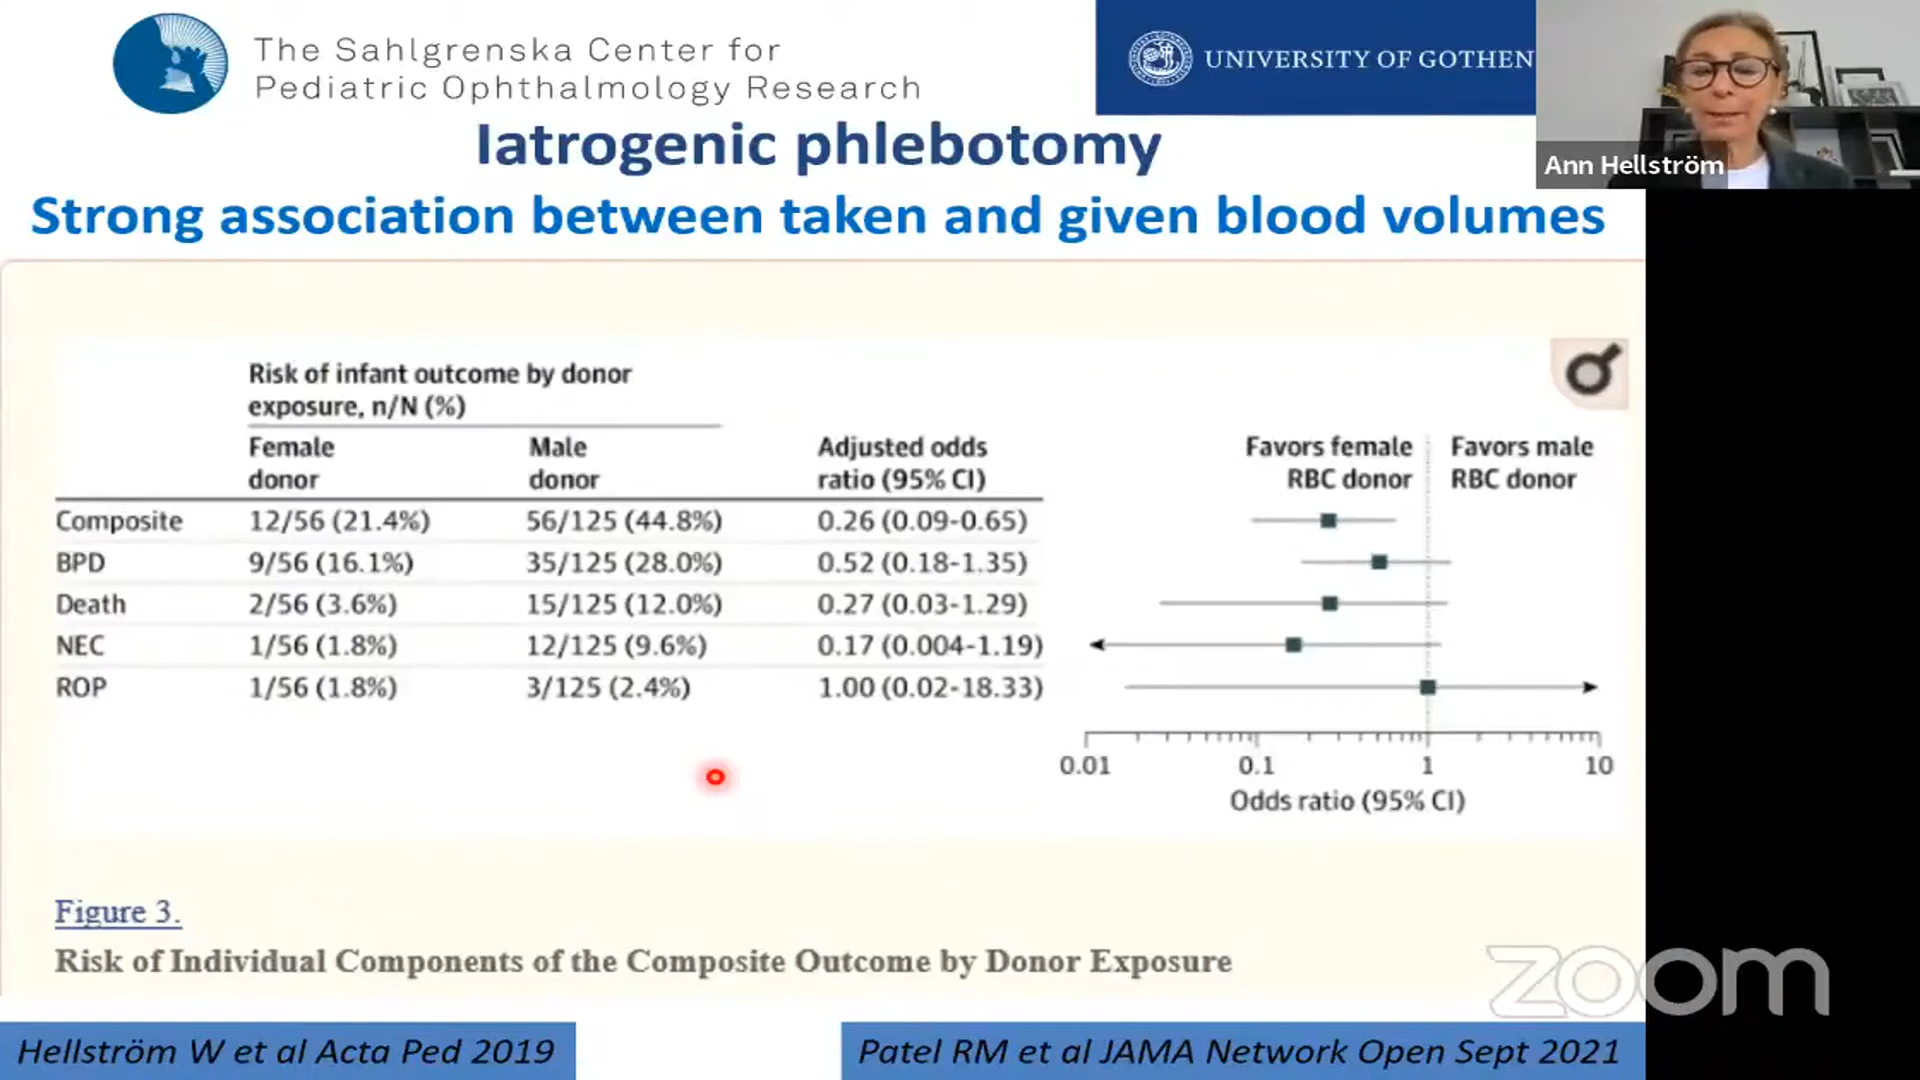 The Sahlgrenska Center for
Pediatric Ophthalmology Research
UNIVERSITY OF GOTHEN
Ann Hellström
Iatrogenic phlebotomy
Strong association between taken and given blood volumes
Risk of infant outcome by donor
exposure, n/N (%)
Female donor Male donor Adjusted odds ratio (95% CI) Favors female RBC donor Favors male RBC donor
Composite 12/56 (21.4%) 56/125 (44.8%) 0.26 (0.09-0.65)
BPD 9/56 (16.1%) 35/125 (28.0%) 0.52 (0.18-1.35)
Death 2/56 (3.6%) 15/125 (12.0%) 0.27 (0.03-1.29)
NEC 1/56 (1.8%) 12/125 (9.6%) 0.17 (0.004-1.19)
ROP 1/56 (1.8%) 3/125 (2.4%) 1.00 (0.02-18.33)
0.01 0.1 1 10
Odds ratio (95% CI)
Figure 3.
Risk of Individual Components of the Composite Outcome by Donor Exposure
zoom
Hellström W et al Acta Ped 2019
Patel RM et al JAMA Network Open Sept 2021